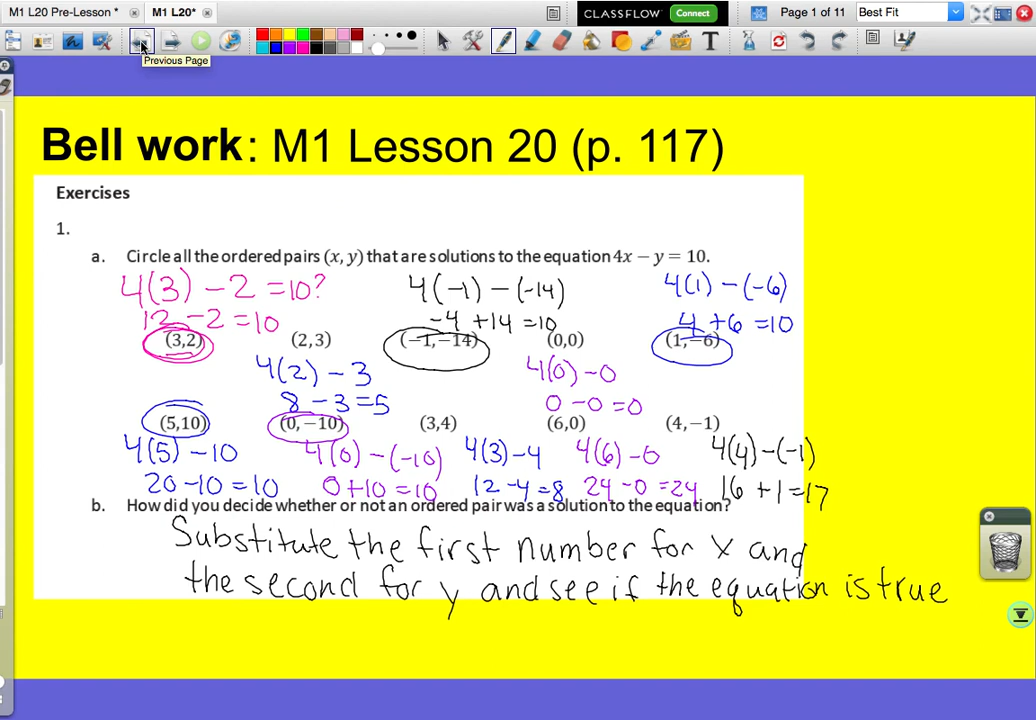 M1 L20 Pre-Lesson *
M1 L20*
CLASSFLOW
Connect
Page 1 of 11
Best Fit
Previous Page
Bell work: M1 Lesson 20 (p. 117)
Exercises
1.
a. Circle all the ordered pairs (x, y) that are solutions to the equation 4x − y = 10.
4(3) − 2 = 10? 4(−1) − (−14) 4(1) − (−6)
12 − 2 = 10 −4 + 14 = 10 4 + 6 = 10
(3,2) (2,3) (−1,−14) (0,0) (1,−6)
4(2) − 3 4(0) − 0
8 − 3 = 5 0 − 0 = 0
(5,10) (0,−10) (3,4) (6,0) (4,−1)
4(5) − 10 4(0) − (−10) 4(3) − 4 4(6) − 0 4(4) − (−1)
20 − 10 = 10 0 + 10 = 10 12 − 4 = 8 24 − 0 = 24 16 + 1 = 17
b. How did you decide whether or not an ordered pair was a solution to the equation?
Substitute the first number for x and
the second for y and see if the equation is true